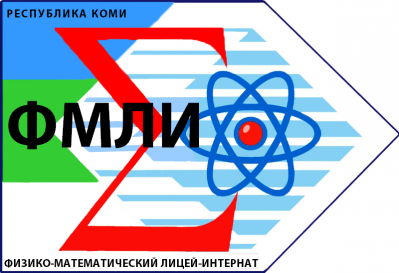 РЕСПУБЛИКА КОМИ
ФМЛИ
ФИЗИКО-МАТЕМАТИЧЕСКИЙ ЛИЦЕЙ-ИНТЕРНАТ